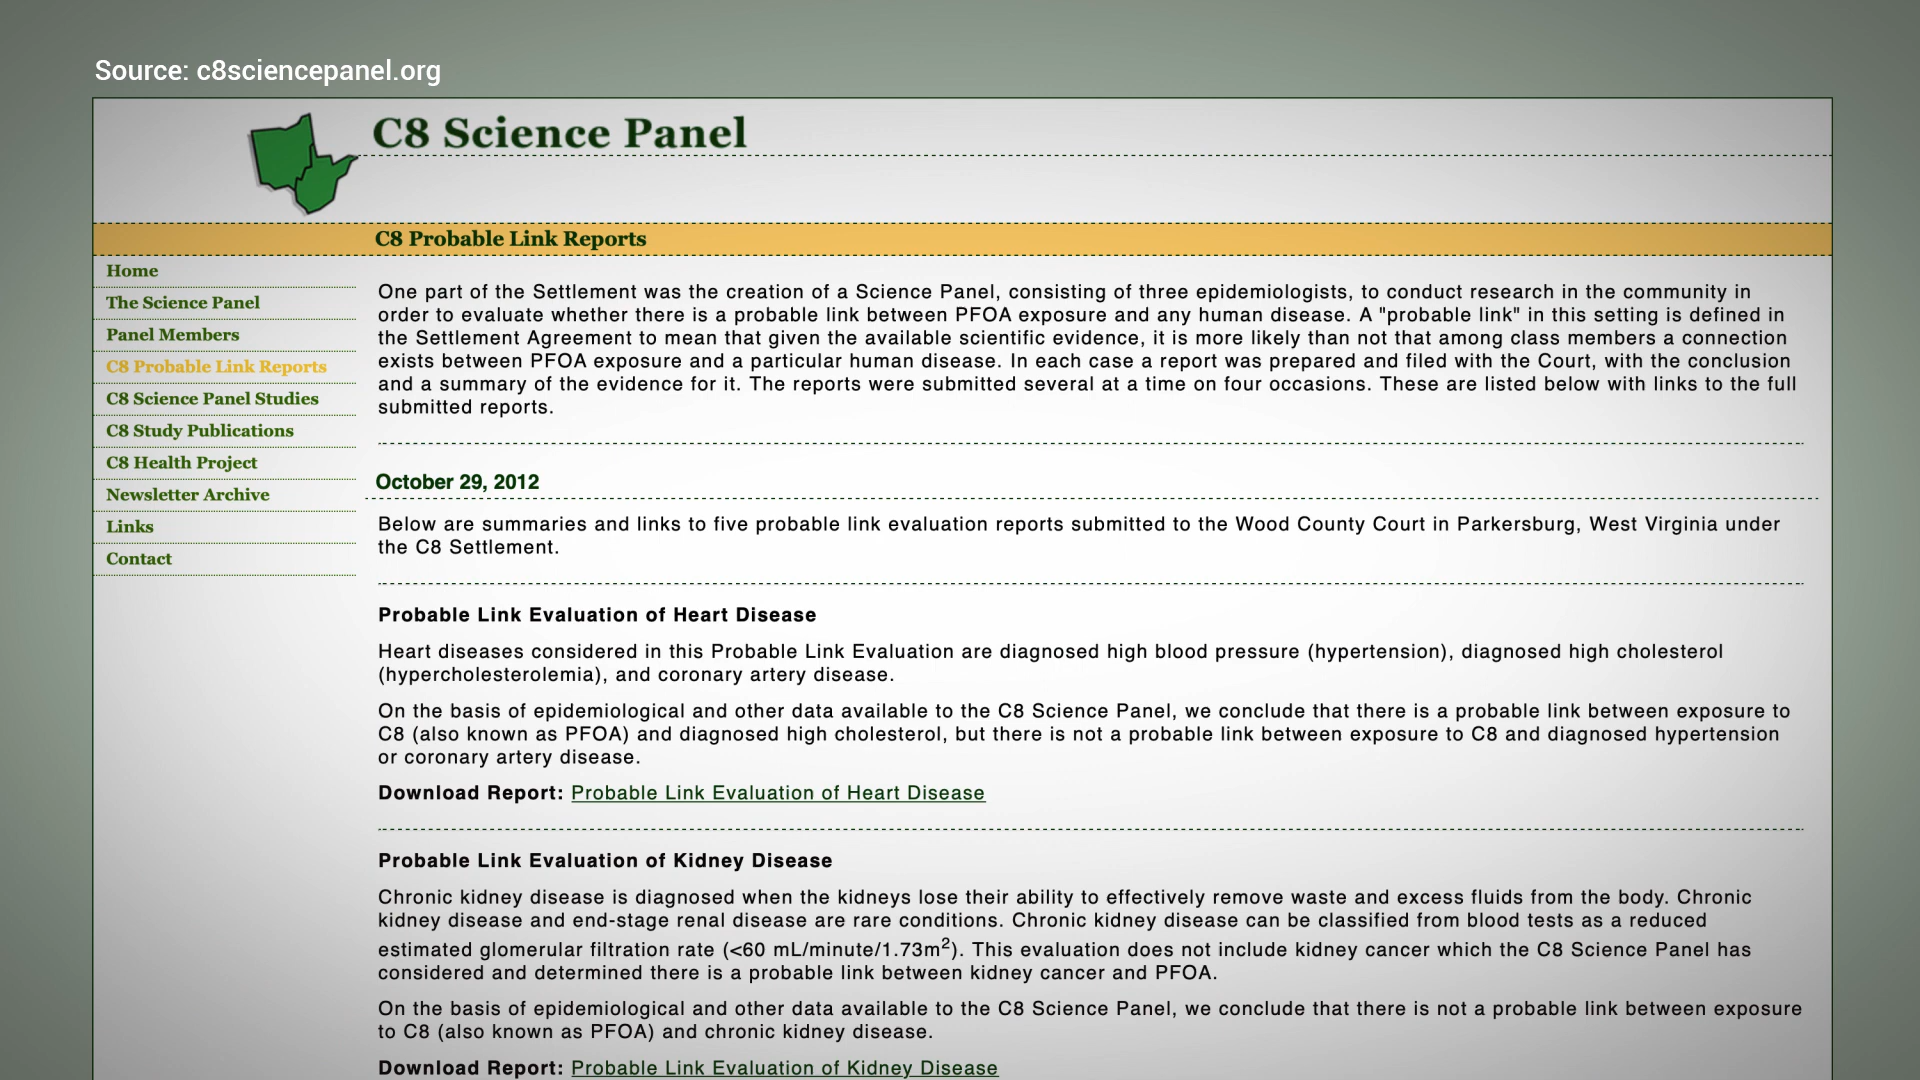 Source: c8sciencepanel.org
C8 Science Panel
C8 Probable Link Reports
Home
The Science Panel
Panel Members
C8 Probable Link Reports
C8 Science Panel Studies
C8 Study Publications
C8 Health Project
Newsletter Archive
Links
Contact
One part of the Settlement was the creation of a Science Panel, consisting of three epidemiologists, to conduct research in the community in
order to evaluate whether there is a probable link between PFOA exposure and any human disease. A "probable link" in this setting is defined in
the Settlement Agreement to mean that given the available scientific evidence, it is more likely than not that among class members a connection
exists between PFOA exposure and a particular human disease. In each case a report was prepared and filed with the Court, with the conclusion
and a summary of the evidence for it. The reports were submitted several at a time on four occasions. These are listed below with links to the full
submitted reports.
October 29, 2012
Below are summaries and links to five probable link evaluation reports submitted to the Wood County Court in Parkersburg, West Virginia under
the C8 Settlement.
Probable Link Evaluation of Heart Disease
Heart diseases considered in this Probable Link Evaluation are diagnosed high blood pressure (hypertension), diagnosed high cholesterol
(hypercholesterolemia), and coronary artery disease.
On the basis of epidemiological and other data available to the C8 Science Panel, we conclude that there is a probable link between exposure to
C8 (also known as PFOA) and diagnosed high cholesterol, but there is not a probable link between exposure to C8 and diagnosed hypertension
or coronary artery disease.
Download Report: Probable Link Evaluation of Heart Disease
Probable Link Evaluation of Kidney Disease
Chronic kidney disease is diagnosed when the kidneys lose their ability to effectively remove waste and excess fluids from the body. Chronic
kidney disease and end-stage renal disease are rare conditions. Chronic kidney disease can be classified from blood tests as a reduced
estimated glomerular filtration rate (<60 mL/minute/1.73m²). This evaluation does not include kidney cancer which the C8 Science Panel has
considered and determined there is a probable link between kidney cancer and PFOA.
On the basis of epidemiological and other data available to the C8 Science Panel, we conclude that there is not a probable link between exposure
to C8 (also known as PFOA) and chronic kidney disease.
Download Report: Probable Link Evaluation of Kidney Disease